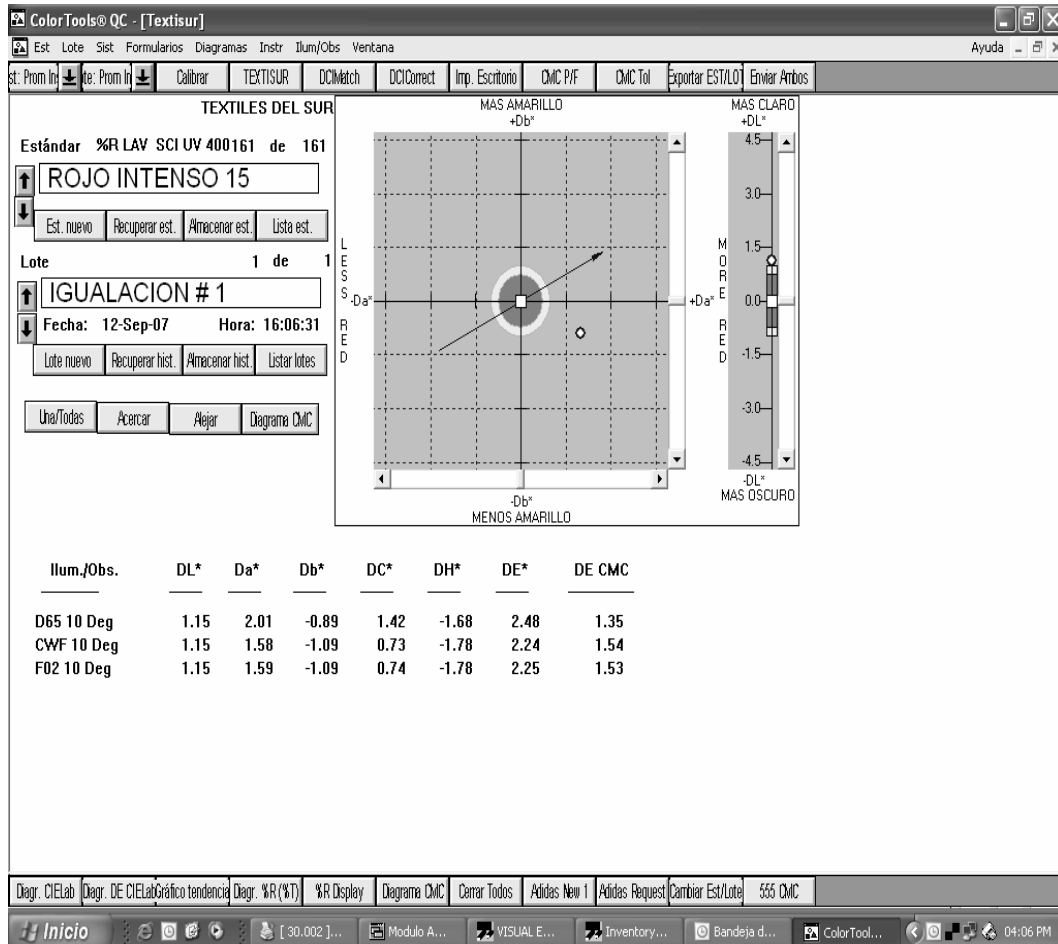 ColorTools® QC - [Textisur]
Est Lote Sist Formularios Diagramas Instr Ilum/Obs Ventana Ayuda
st: Prom In te: Prom In Calibrar TEXTISUR DCIMatch DCICorrect Imp. Escritorio CMC P/F CMC Tol Exportar EST/LOT Enviar Ambos
TEXTILES DEL SUR
Estándar %R LAV SCI UV 400 161 de 161
ROJO INTENSO 15
Est. nuevo Recuperar est. Almacenar est. Lista est.
Lote 1 de 1
IGUALACION # 1
Fecha: 12-Sep-07 Hora: 16:06:31
Lote nuevo Recuperar hist. Almacenar hist. Listar lotes
Una/Todas Acercar Alejar Diagrama CMC
MAS AMARILLO
+Db*
LESS RED
-Da*
+Da*
MORE RED
-Db*
MENOS AMARILLO
MAS CLARO
+DL*
4.5
3.0
1.5
0.0
-1.5
-3.0
-4.5
-DL*
MAS OSCURO
Ilum./Obs. DL* Da* Db* DC* DH* DE* DE CMC
D65 10 Deg 1.15 2.01 -0.89 1.42 -1.68 2.48 1.35
CWF 10 Deg 1.15 1.58 -1.09 0.73 -1.78 2.24 1.54
F02 10 Deg 1.15 1.59 -1.09 0.74 -1.78 2.25 1.53
Diagr. CIELab Diagr. DE CIELab Gráfico tendencia Diagr. %R (%T) %R Display Diagrama CMC Cerrar Todos Adidas New 1 Adidas Request Cambiar Est/Lote 555 CMC
Inicio [ 30.002 ]... Modulo A... VISUAL E... Inventory... Bandeja d... ColorTool... 04:06 PM